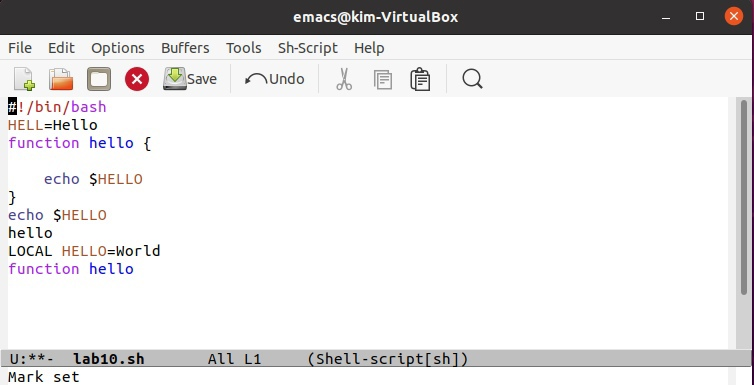 emacs@kim-VirtualBox
File Edit Options Buffers Tools Sh-Script Help
Save Undo
#!/bin/bash
HELL=Hello
function hello {
    echo $HELLO
}
echo $HELLO
hello
LOCAL HELLO=World
function hello
U:**-  lab10.sh       All L1     (Shell-script[sh])
Mark set